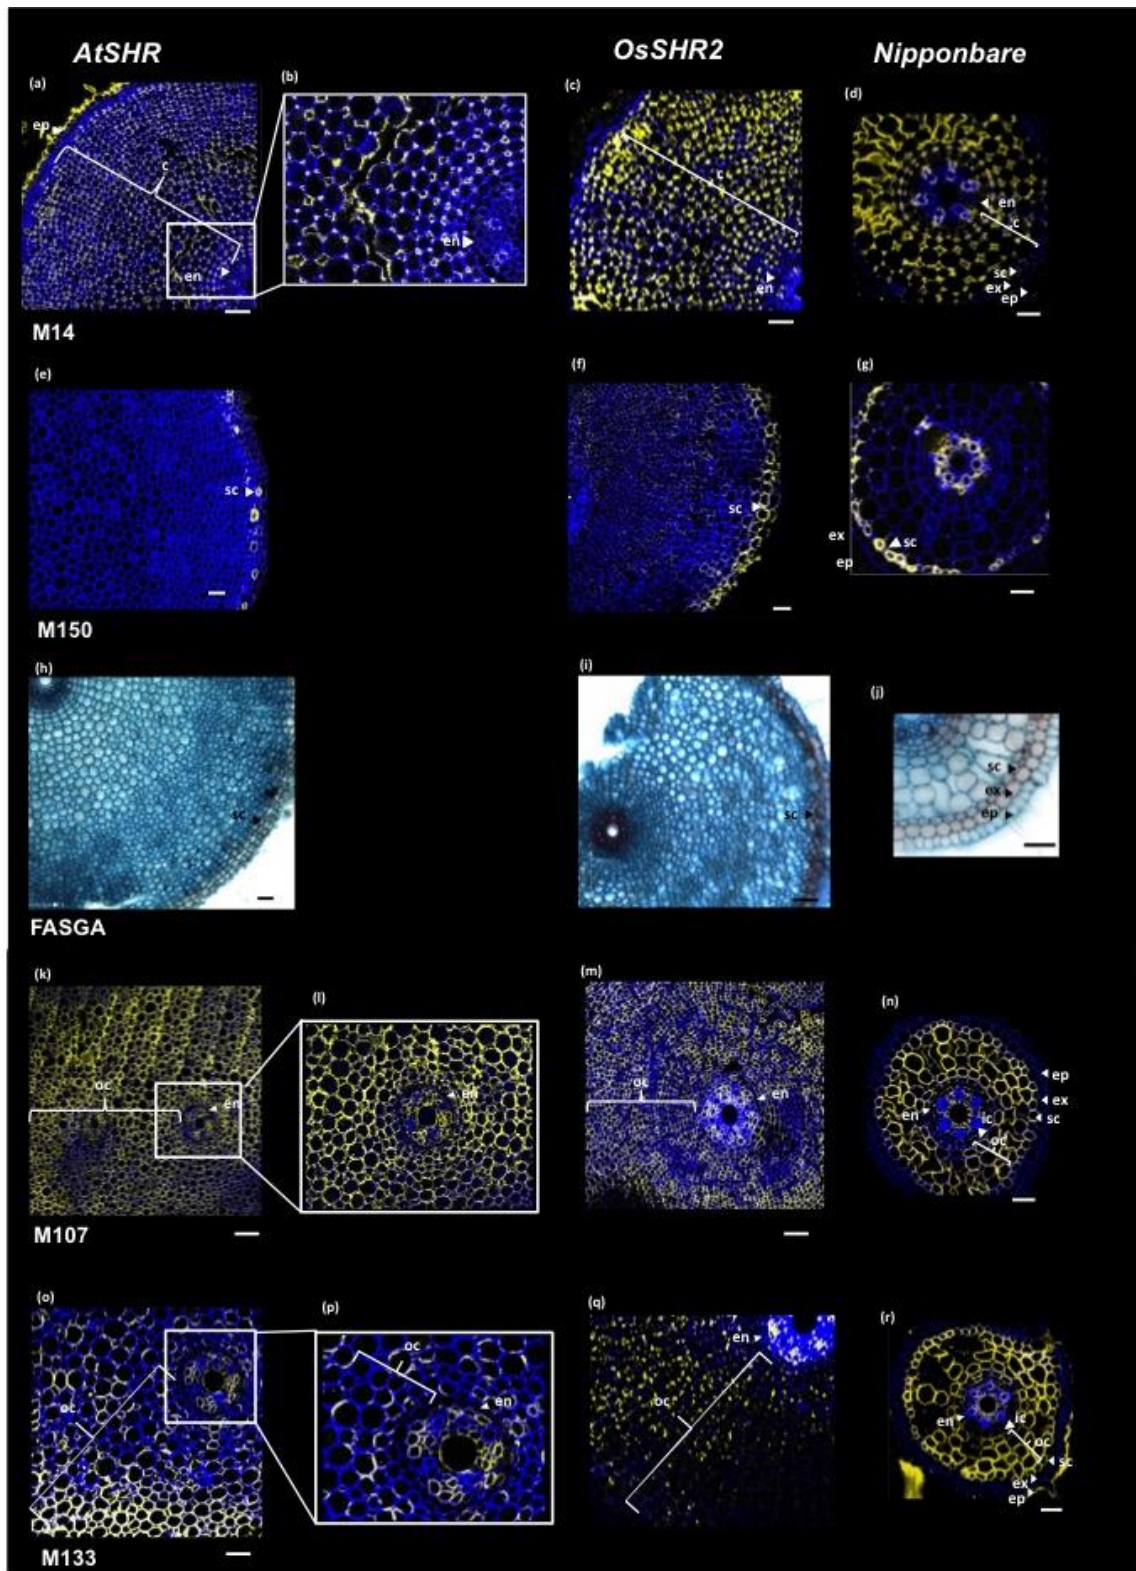 AtSHR
OsSHR2
Nipponbare
(a)
(b)
(c)
(d)
ep
c
en
en
c
en
en
c
sc
ex
ep
M14
(e)
(f)
(g)
sc
sc
ex
ep
sc
M150
(h)
(i)
(j)
sc
sc
sc
ex
ep
FASGA
(k)
(l)
(m)
(n)
oc
en
en
oc
en
en
ic
oc
ep
ex
sc
M107
(o)
(p)
(q)
(r)
oc
oc
en
en
oc
en
ic
oc
sc
ex
ep
M133